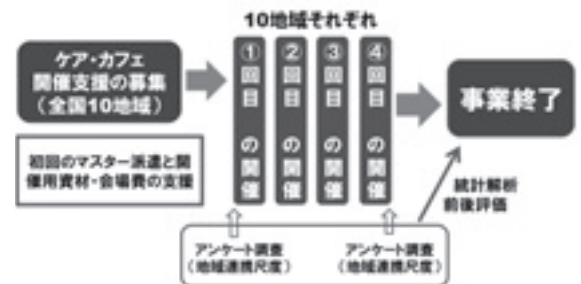 10地域それぞれ
ケア・カフェ
開催支援の募集
（全国10地域）
初回のマスター派遣と開
催用資材・会場費の支援
①回目の開催
②回目の開催
③回目の開催
④回目の開催
事業終了
統計解析
前後評価
アンケート調査
（地域連携尺度）
アンケート調査
（地域連携尺度）